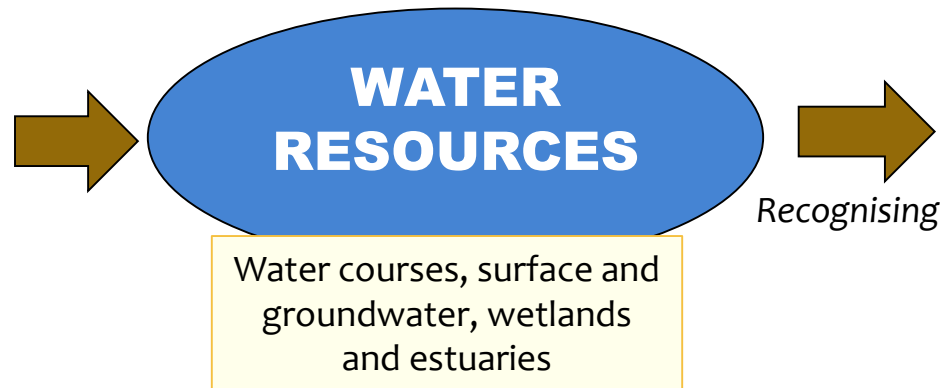 WATER
RESOURCES
Recognising
Water courses, surface and
groundwater, wetlands
and estuaries